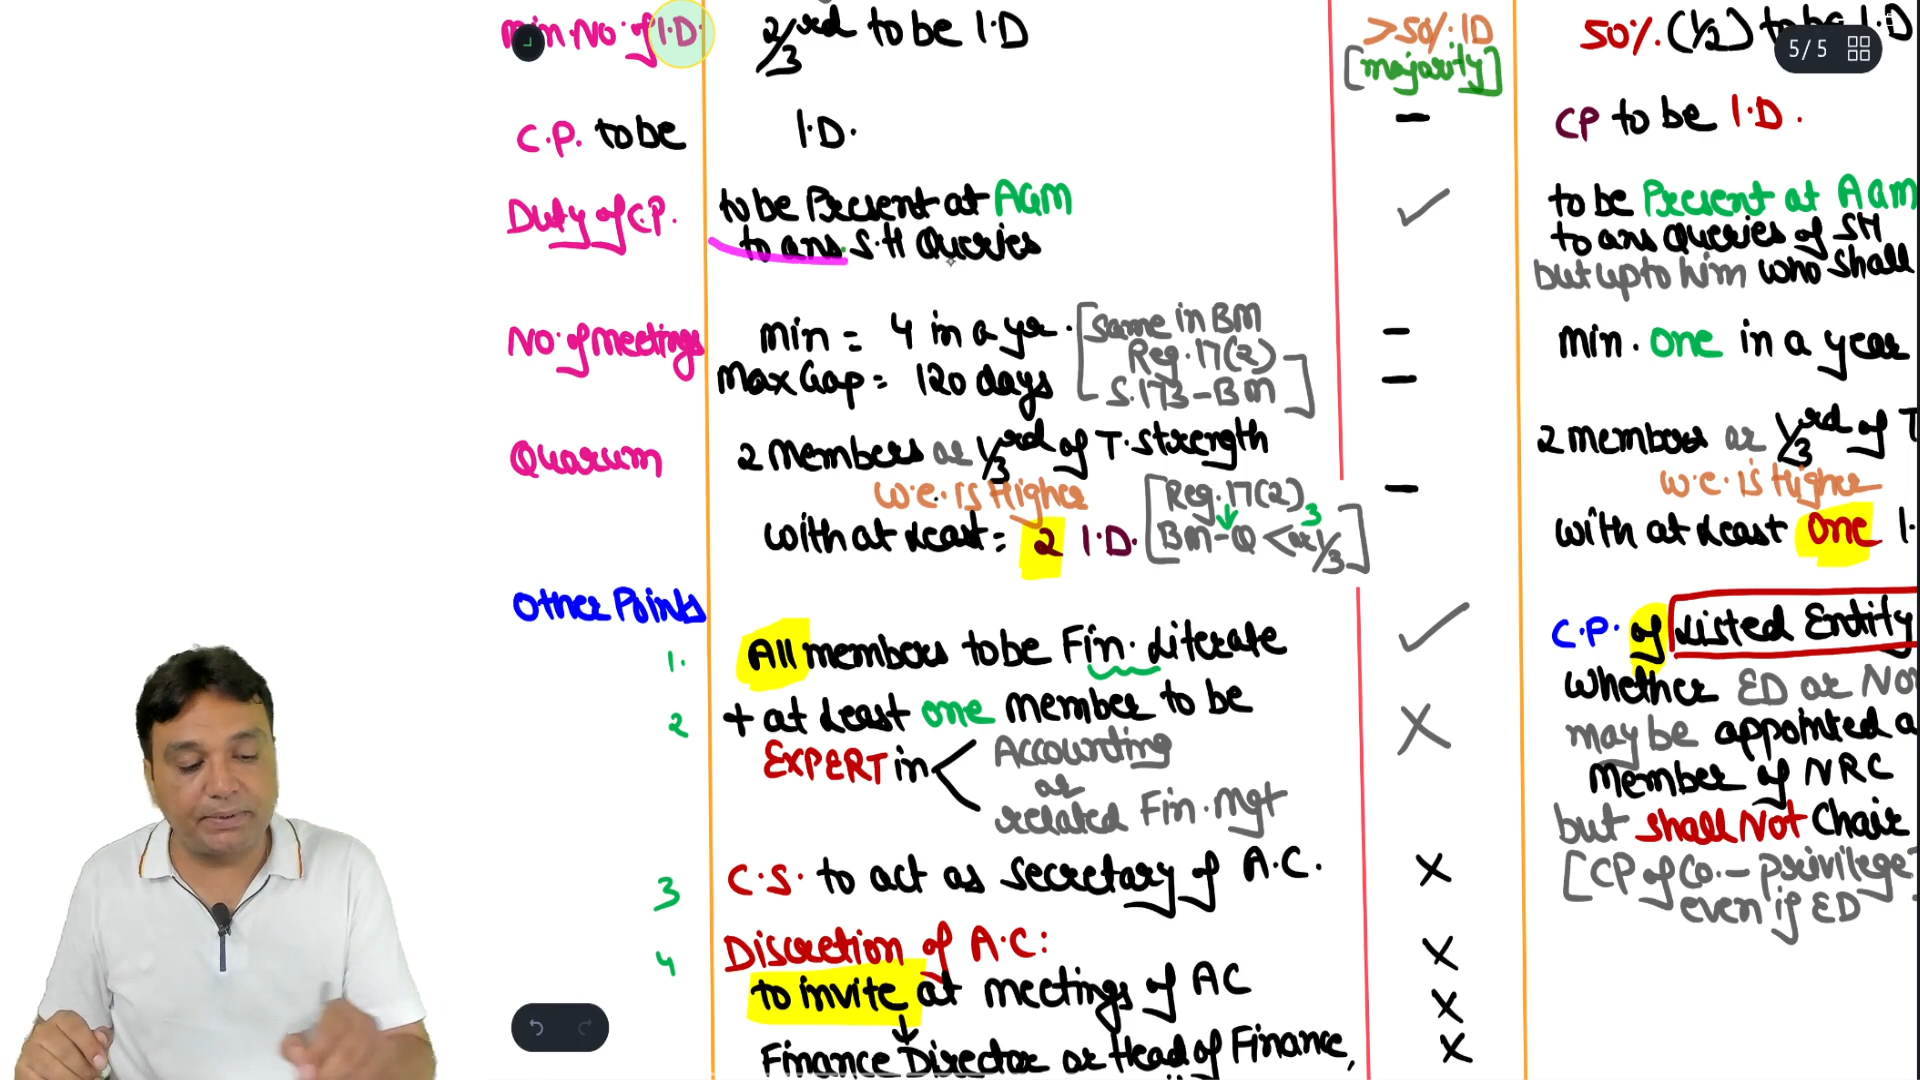 Min. No. of I.D. 2/3rd to be I.D >50% ID 50% (1/2) to be I.D
[majority]
5/5
C.P. to be I.D. – CP to be I.D.
Duty of C.P. to be Present at AGM ✓ to be Present at AGM
to ans S.H Queries to ans Queries of SH
but upto him who shall
No. of Meetings Min = 4 in a yr. [Same in BM – Min. one in a year
Reg. 17(2)
Max Gap = 120 days S.173 – BM] –
Quorum 2 Members or 1/3rd of T. Strength 2 members or 1/3rd of T
w.e. is Higher [Reg. 17(2) – w.e. is Higher
with at least = 2 I.D. BM – Q < 3 or 1/3] with at least One I.
Other Points
1. All members to be Fin. Literate ✓ C.P. of Listed Entity
2 + at least one member to be X whether ED or
EXPERT in < Accounting may be appointed
or Member of NRC
related Fin. Mgt but shall Not Chair
3 C.S. to act as Secretary of A.C. X [CP of Co. – privilege
even if ED
4 Discretion of A.C: X
to invite at meetings of AC X
↓
Finance Director or Head of Finance, X